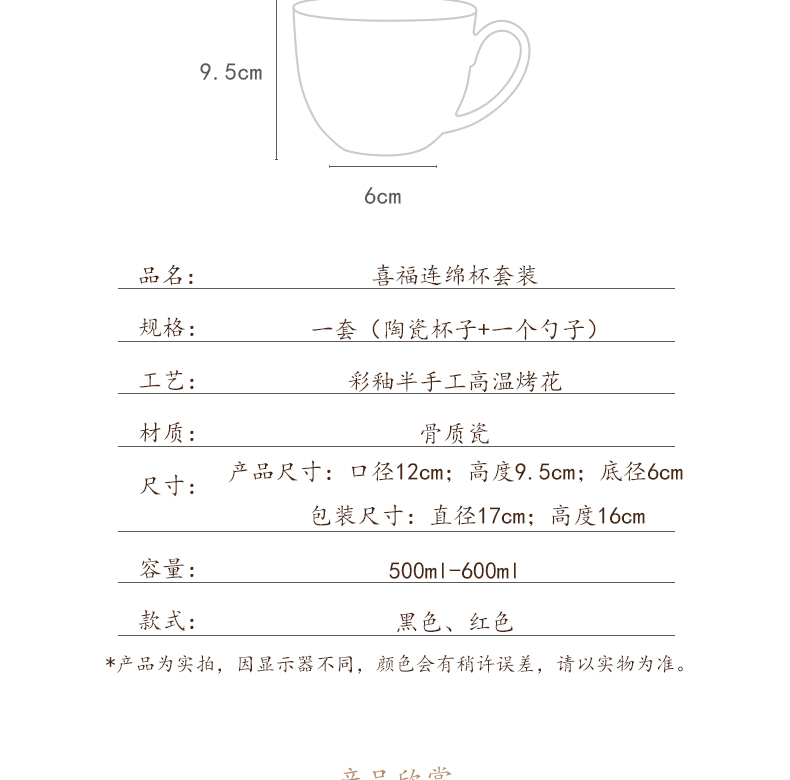 9.5cm
6cm
品名： 喜福连绵杯套装
规格： 一套（陶瓷杯子+一个勺子）
工艺： 彩釉半手工高温烤花
材质： 骨质瓷
尺寸： 产品尺寸：口径12cm；高度9.5cm；底径6cm
包装尺寸：直径17cm；高度16cm
容量： 500ml-600ml
款式： 黑色、红色
*产品为实拍，因显示器不同，颜色会有稍许误差，请以实物为准。
产品欣赏